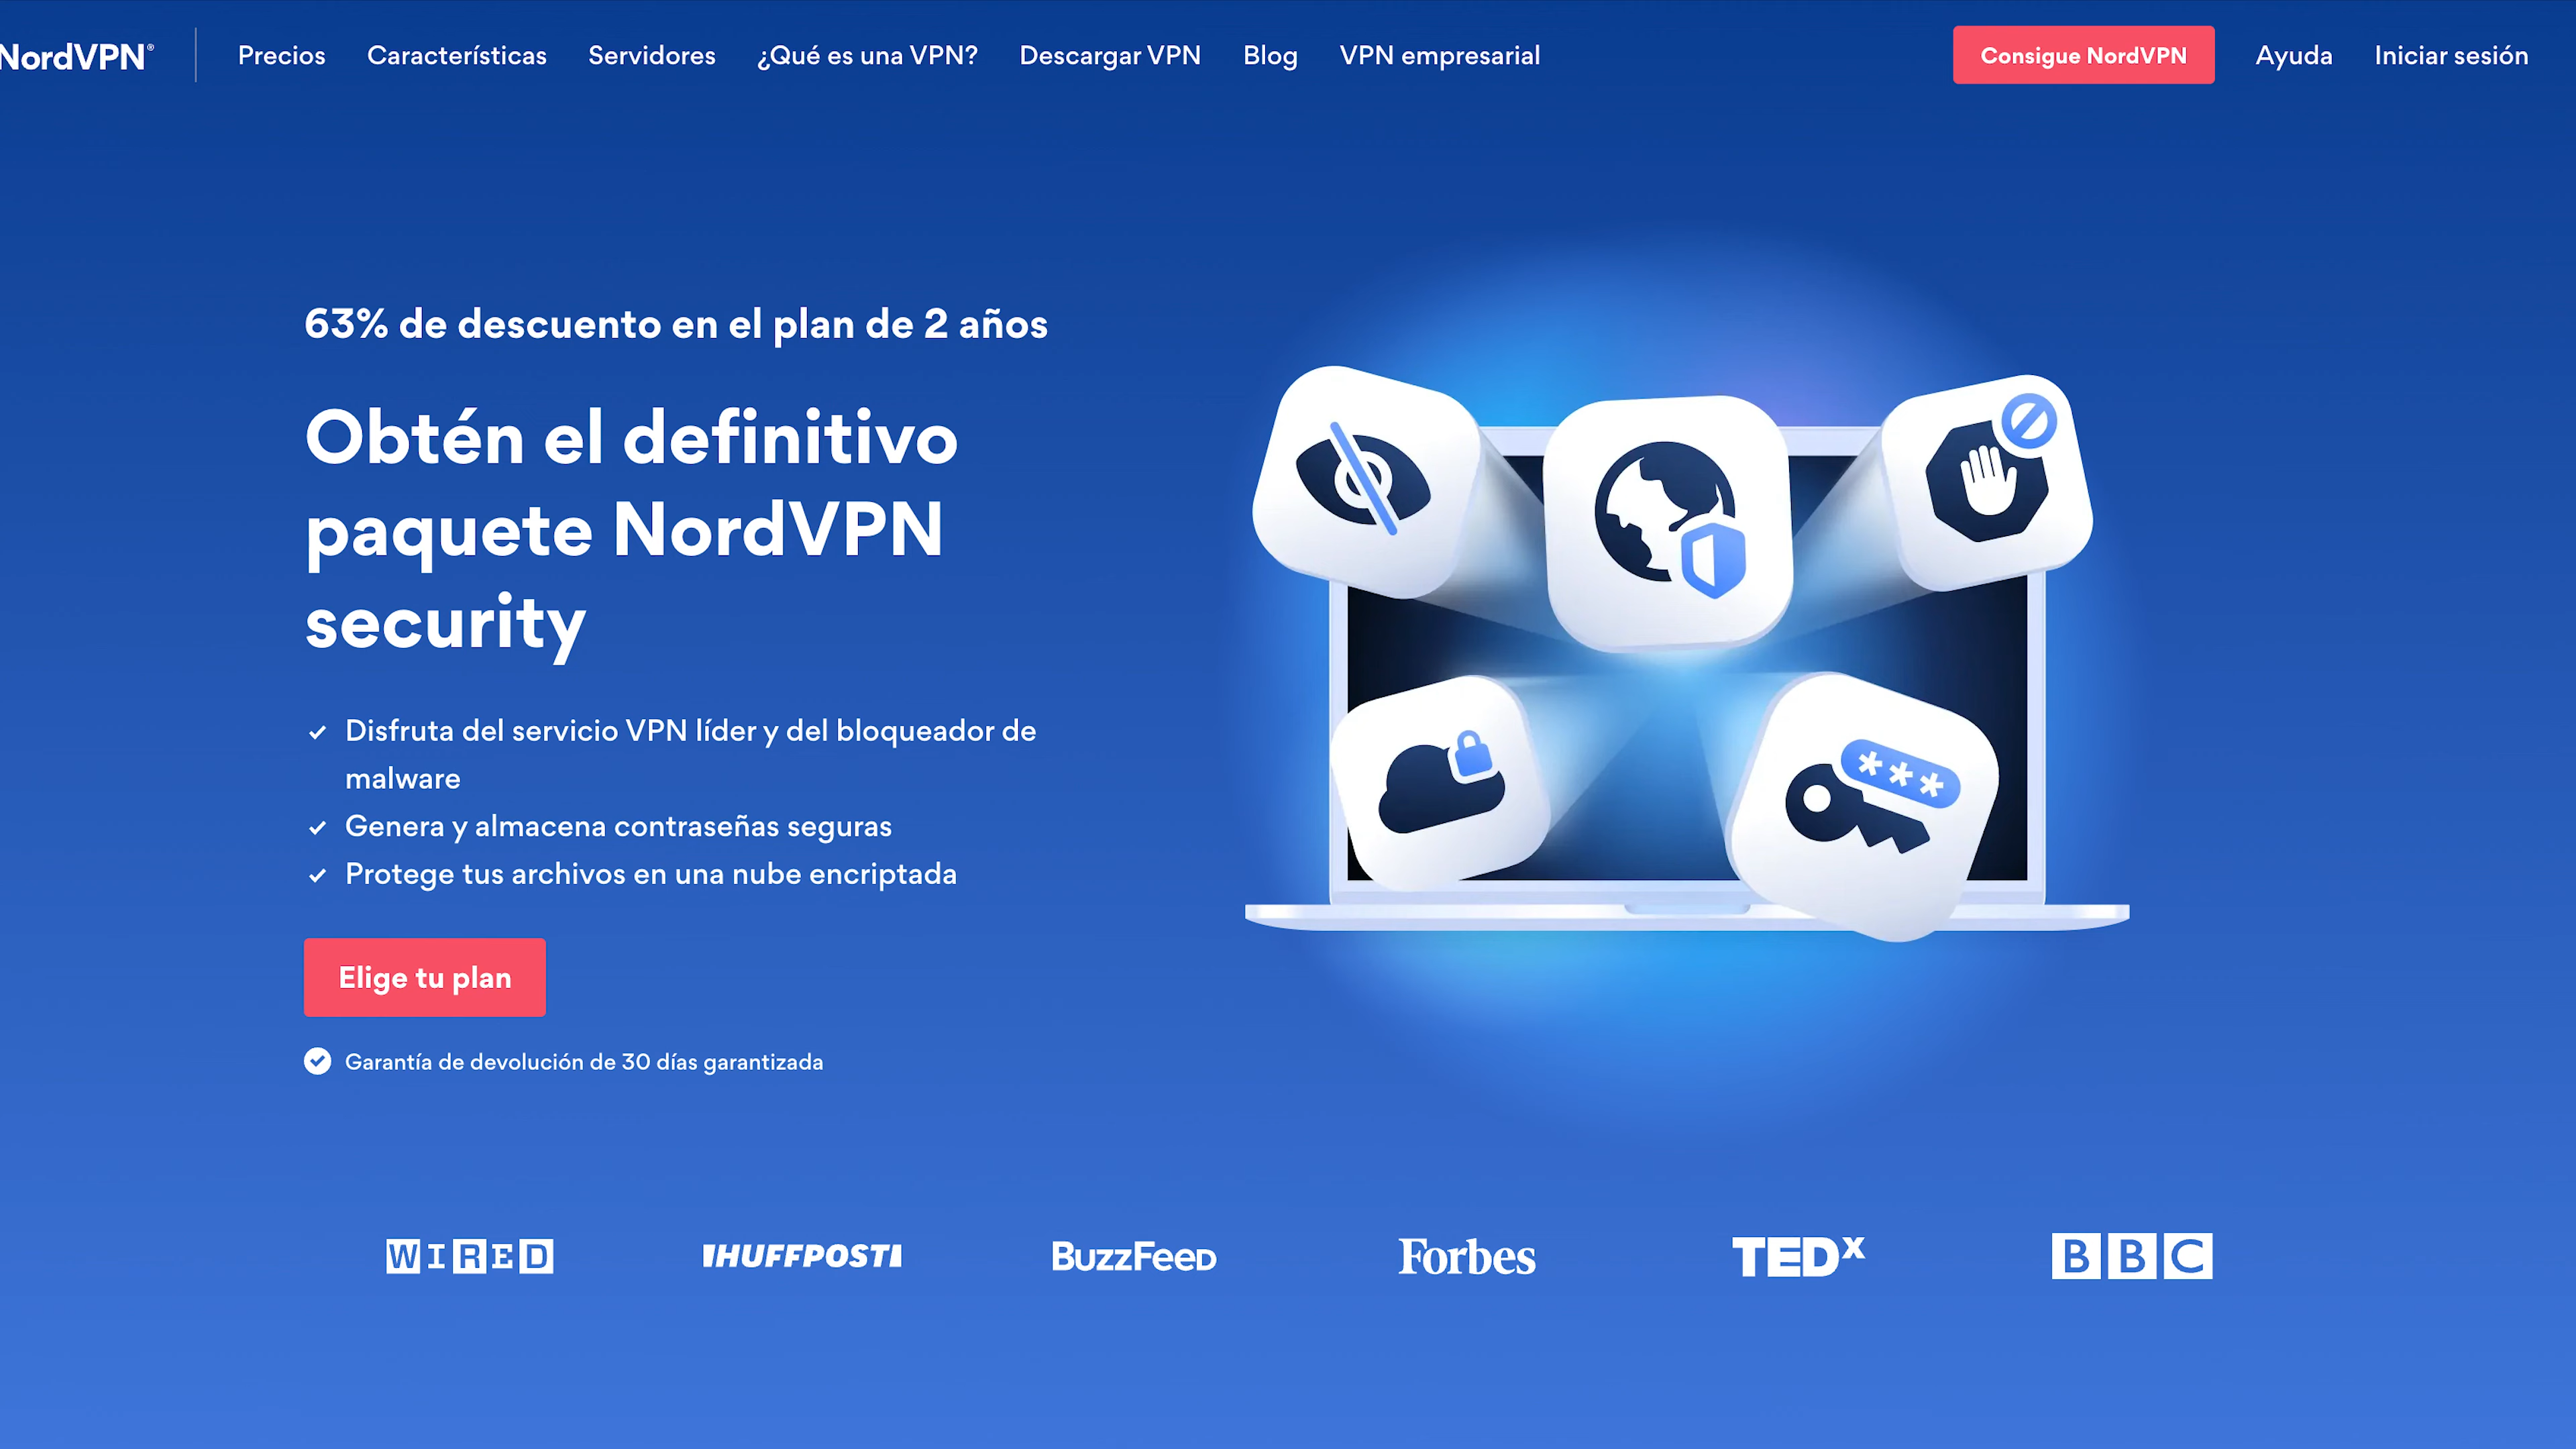 NordVPN®
Precios
Características
Servidores
¿Qué es una VPN?
Descargar VPN
Blog
VPN empresarial
Consigue NordVPN
Ayuda
Iniciar sesión
63% de descuento en el plan de 2 años
Obtén el definitivo
paquete NordVPN
security
Disfruta del servicio VPN líder y del bloqueador de
malware
Genera y almacena contraseñas seguras
Protege tus archivos en una nube encriptada
Elige tu plan
Garantía de devolución de 30 días garantizada
***
WIRED
HUFFPOST
BuzzFeed
Forbes
TEDx
BBC